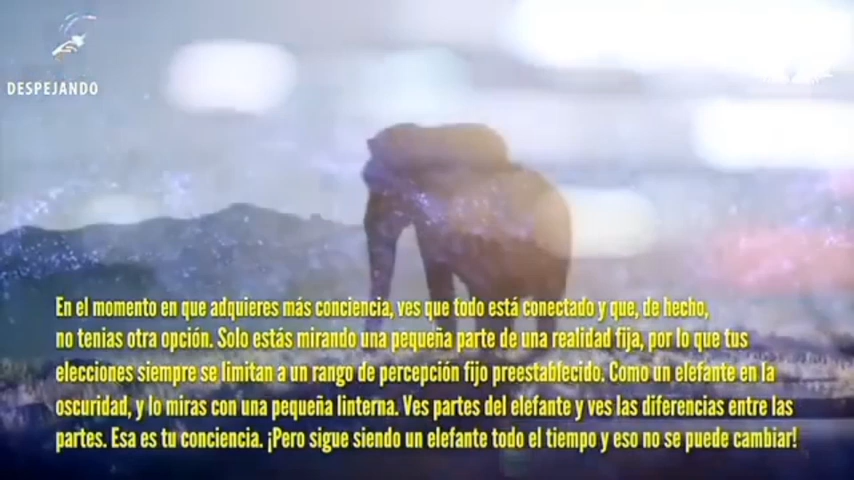 DESPEJANDO
En el momento en que adquieres más conciencia, ves que todo está conectado y que, de hecho,
no tenias otra opción. Solo estás mirando una pequeña parte de una realidad fija, por lo que tus
elecciones siempre se limitan a un rango de percepción fijo preestablecido. Como un elefante en la
oscuridad, y lo miras con una pequeña linterna. Ves partes del elefante y ves las diferencias entre las
partes. Esa es tu conciencia. ¡Pero sigue siendo un elefante todo el tiempo y eso no se puede cambiar!